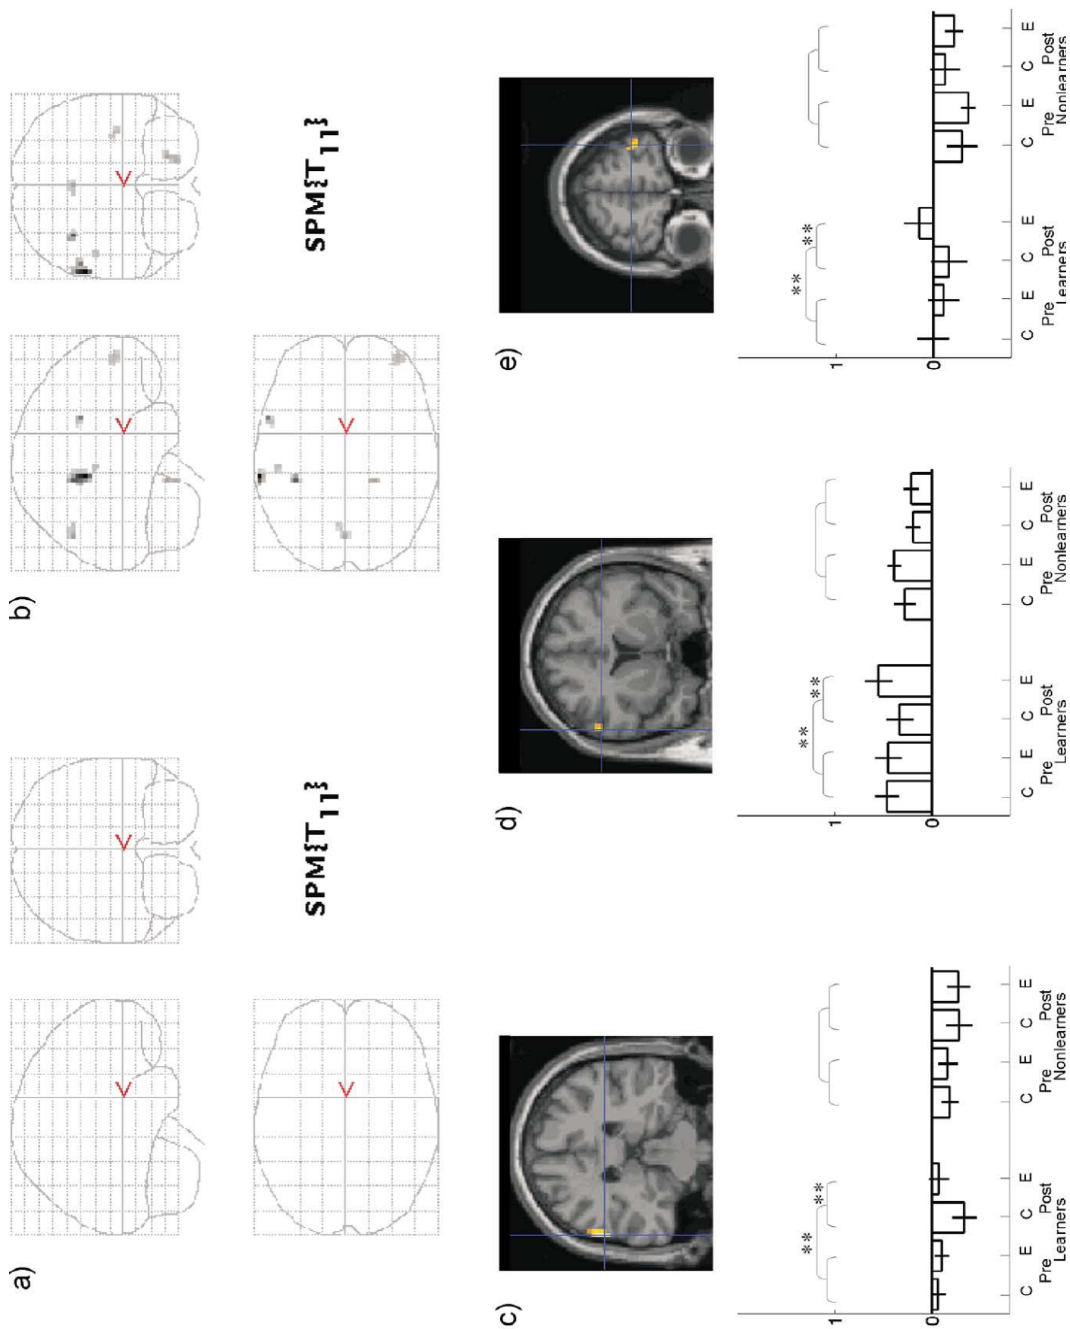 a)
SPM{T11}
b)
SPM{T11}
c)
1
**
**
0
C E C E C E C E
Pre Post Pre Post
Learners Nonlearners
d)
1
**
**
0
C E C E C E C E
Pre Post Pre Post
Learners Nonlearners
e)
1
**
**
0
C E C E C E C E
Pre Post Pre Post
Learners Nonlearners